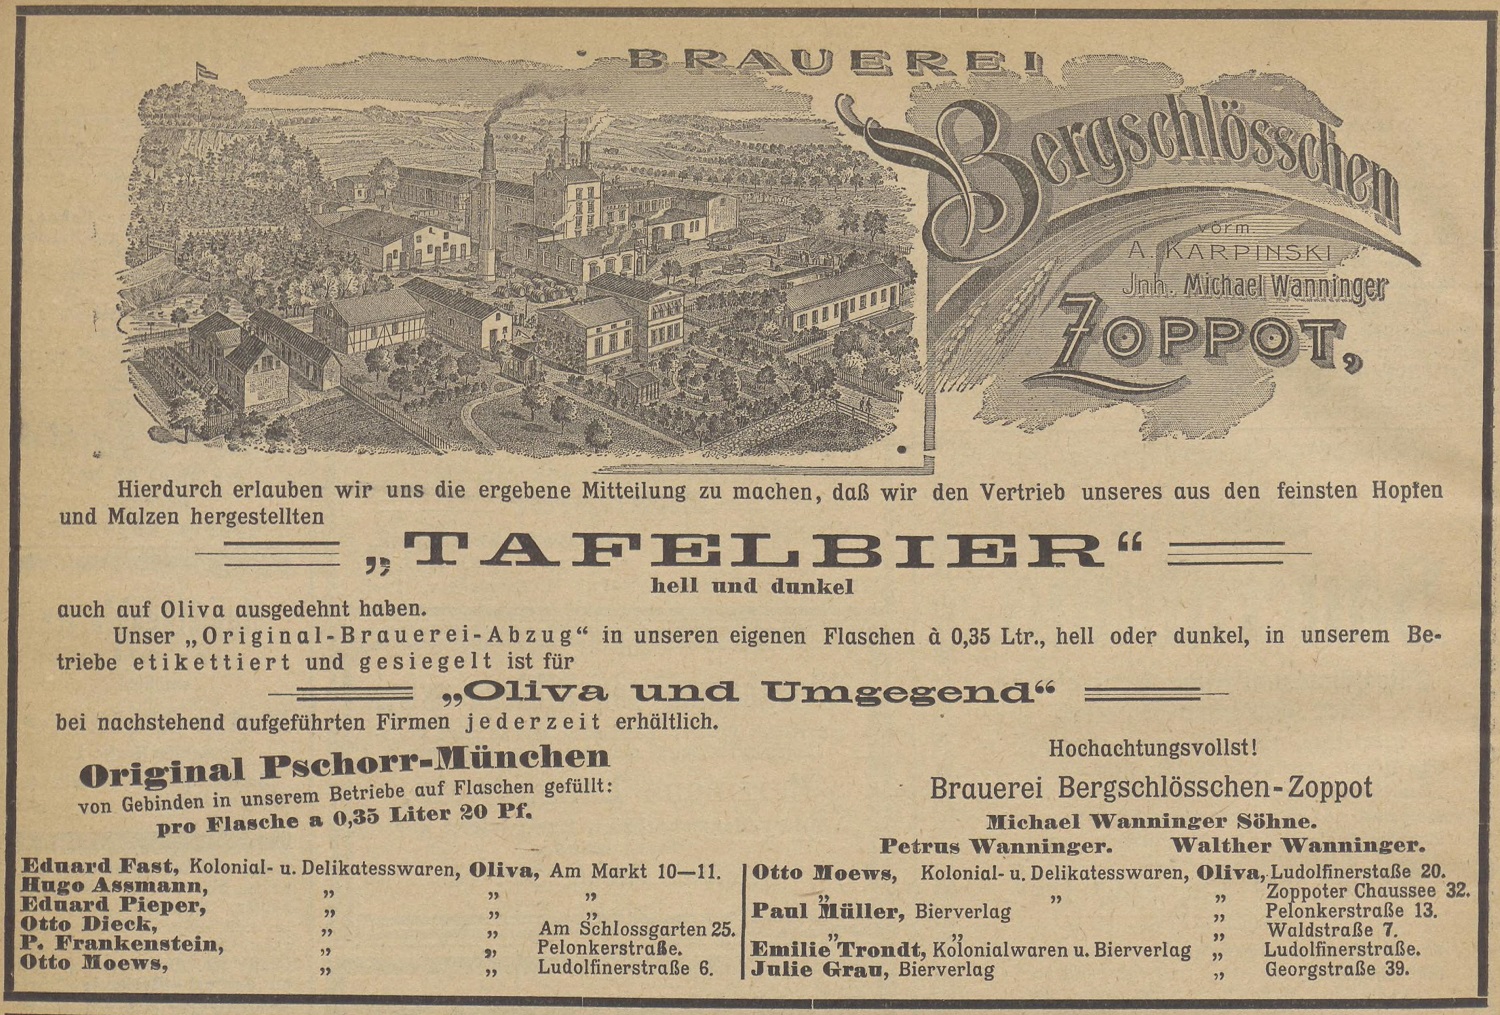 BRAUEREI
Bergschlösschen
vorm
A. KARPINSKI
Jnh. Michael Wanninger
ZOPPOT,
Hierdurch erlauben wir uns die ergebene Mitteilung zu machen, daß wir den Vertrieb unseres aus den feinsten Hopfen
und Malzen hergestellten
„TAFELBIER“
hell und dunkel
auch auf Oliva ausgedehnt haben.
Unser „Original-Brauerei-Abzug“ in unseren eigenen Flaschen à 0,35 Ltr., hell oder dunkel, in unserem Be-
triebe etikettiert und gesiegelt ist für
„Oliva und Umgegend“
bei nachstehend aufgeführten Firmen jederzeit erhältlich.
Original Pschorr-München
von Gebinden in unserem Betriebe auf Flaschen gefüllt:
pro Flasche a 0,35 Liter 20 Pf.
Hochachtungsvollst!
Brauerei Bergschlösschen-Zoppot
Michael Wanninger Söhne.
Petrus Wanninger. Walther Wanninger.
Eduard Fast, Kolonial- u. Delikatesswaren, Oliva, Am Markt 10—11.
Hugo Assmann, „ „ „
Eduard Pieper, „ „ „
Otto Dieck, „ „ Am Schlossgarten 25.
P. Frankenstein, „ „ Pelonkerstraße.
Otto Moews, „ „ Ludolfinerstraße 6.
Otto Moews, Kolonial- u. Delikatesswaren, Oliva, Ludolfinerstaße 20.
„ „ „ Zoppoter Chaussee 32.
Paul Müller, Bierverlag „ Pelonkerstraße 13.
„ „ „ Waldstraße 7.
Emilie Trondt, Kolonialwaren u. Bierverlag „ Ludolfinerstraße.
Julie Grau, Bierverlag „ Georgstraße 39.